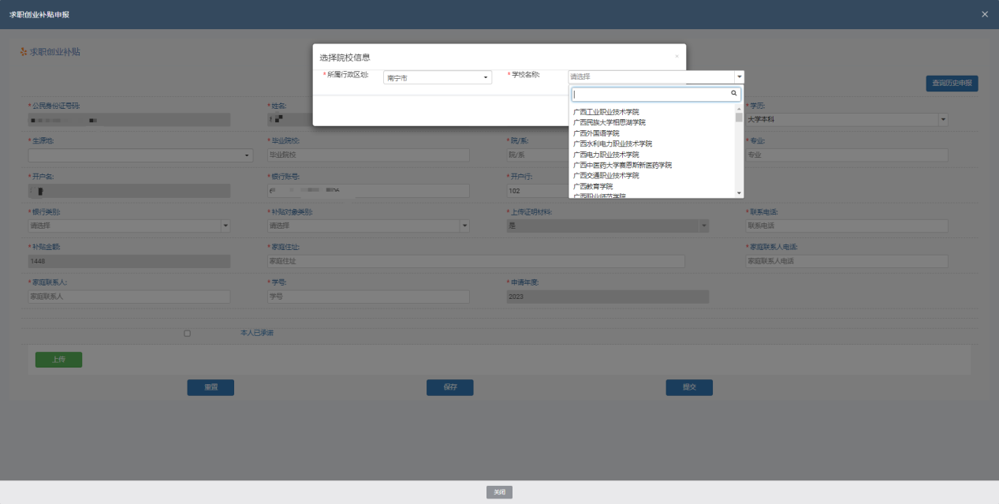 求职创业补贴申报
求职创业补贴
选择院校信息
*所属行政区划:
南宁市
*学校名称:
请选择
查询历史申报
广西工业职业技术学院
广西民族大学相思湖学院
广西外国语学院
广西水利电力职业技术学院
广西电力职业技术学院
广西中医药大学赛恩斯新医药学院
广西交通职业技术学院
广西教育学院
广西职业师范学院
*公民身份证号码:
*姓名:
*学历:
大学本科
*生源地:
*毕业院校:
毕业院校
*院/系:
院/系
*专业:
专业
*开户名:
*银行账号:
*开户行:
102
*银行类别:
请选择
*补贴对象类别:
请选择
*上传证明材料:
是
*联系电话:
联系电话
*补贴金额:
1448
*家庭住址:
家庭住址
*家庭联系人电话:
家庭联系人电话
*家庭联系人:
家庭联系人
*学号:
学号
*申请年度:
2023
本人已承诺
上传
重置
保存
提交
关闭